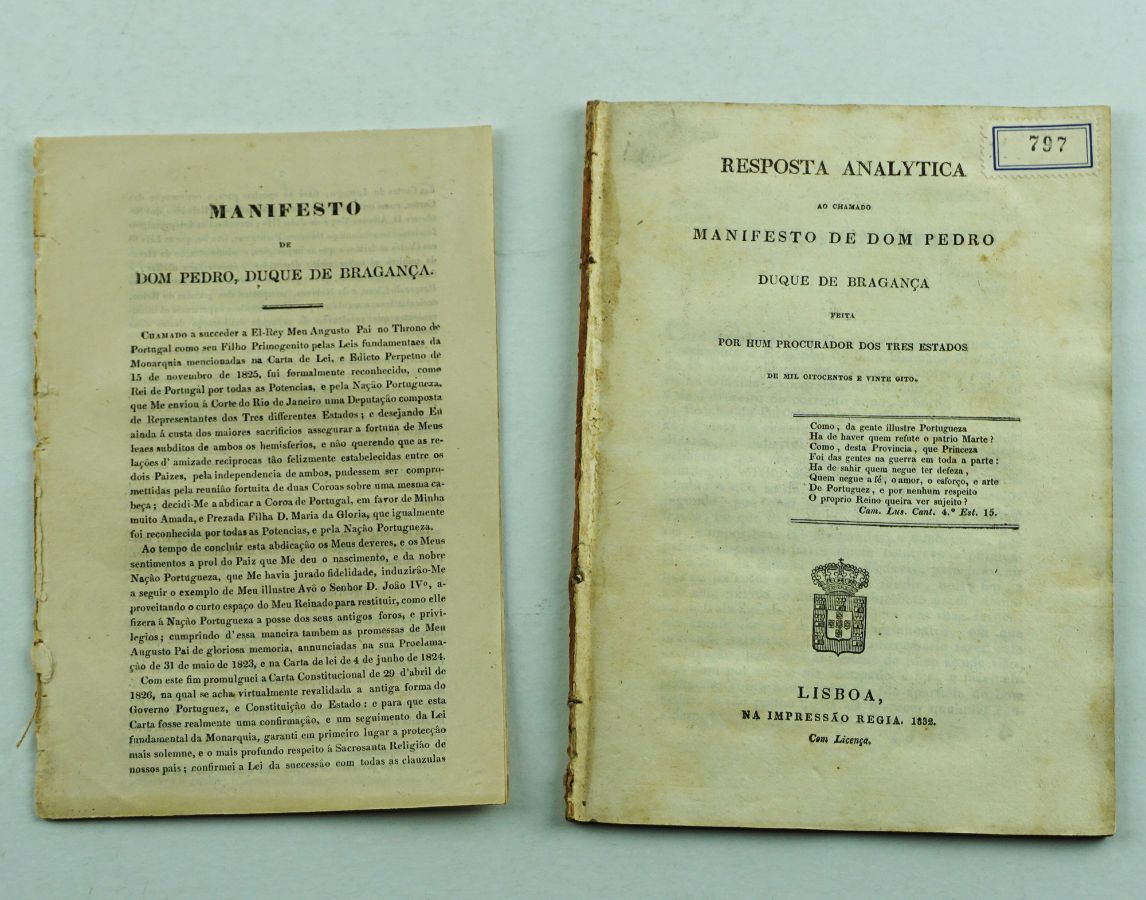 MANIFESTO
DE
DOM PEDRO, DUQUE DE BRAGANÇA.
CHAMADO a succeder a El-Rey Meu Augusto Pai no Throno de
Portugal como seu Filho Primogenito pelas Leis fundamentaes da
Monarquia mencionadas na Carta de Lei, e Edicto Perpetno de
15 de novembro de 1825, fui formalmente reconhecido, como
Rei de Portugal por todas as Potencias, e pela Nação Portugueza,
que Me enviou á Corte do Rio de Janeiro uma Deputação composta
de Representantes dos Tres differentes Estados; e desejando Eu
ainda á custa dos maiores sacrificios assegurar a fortuna de Meus
leaes subditos de ambos os hemisferios, e não querendo que as re-
lações d'amizade reciprocas tão felizmente estabelecidas entre os
dois Paizes, pela independencia de ambos, pudessem ser compro-
mettidas pela reunião fortuita de duas Coroas sobre uma mesma ca-
beça; decidi-Me a abdicar a Coroa de Portugal, em favor de Minha
muito Amada, e Prezada Filha D. Maria da Gloria, que igualmente
foi reconhecida por todas as Potencias, e pela Nação Portugueza.
Ao tempo de concluir esta abdicação os Meus deveres, e os Meus
sentimentos a prol do Paiz que Me deu o nascimento, e da nobre
Nação Portugueza, que Me havia jurado fidelidade, induzirão-Me
a seguir o exemplo de Meu illustre Avô o Senhor D. João IVº, a-
proveitando o curto espaço do Meu Reinado para restituir, como elle
fizera á Nação Portugueza a posse dos seus antigos foros, e privi-
legios; cumprindo d'essa maneira tambem as promessas de Meu
Augusto Pai de gloriosa memoria, annunciadas na sua Proclama-
ção de 31 de maio de 1823, e na Carta de lei de 4 de junho de 1824.
Com este fim promulguei a Carta Constitucional de 29 d'abril de
1826, na qual se acha virtualmente revalidada a antiga forma do
Governo Portuguez, e Constituição do Estado: e para que esta
Carta fosse realmente uma confirmação, e um seguimento da Lei
fundamental da Monarquia, garanti em primeiro lugar a protecção
mais solemne, e o mais profundo respeito á Sacrosanta Religião de
nossos pais; confirmei a Lei da successão com todas as clauzulas
797
RESPOSTA ANALYTICA
AO CHAMADO
MANIFESTO DE DOM PEDRO
DUQUE DE BRAGANÇA
FEITA
POR HUM PROCURADOR DOS TRES ESTADOS
DE MIL OITOCENTOS E VINTE OITO.
Como, da gente illustre Portugueza
Ha de haver quem refute o patrio Marte?
Como, desta Provincia, que Princeza
Foi das gentes na guerra em toda a parte:
Ha de sahir quem negue ter defeza,
Quem negue a fé, o amor, o esforço, e arte
De Portuguez, e por nenhum respeito
O proprio Reino queira ver sujeito?
Cam. Lus. Cant. 4.º Est. 15.
LISBOA,
NA IMPRESSÃO REGIA. 1832.
Com Licença.